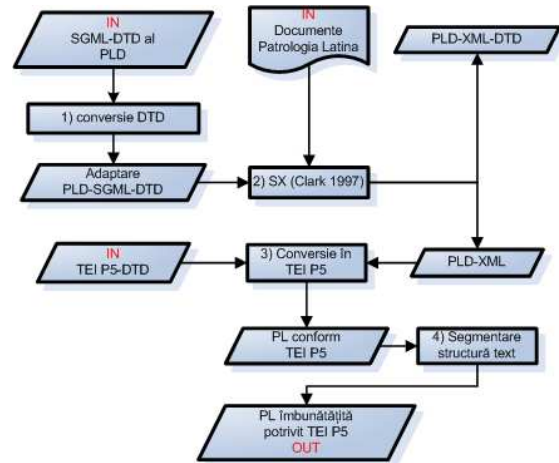 IN
SGML-DTD al
PLD
IN
Documente
Patrologia Latina
PLD-XML-DTD
1) conversie DTD
Adaptare
PLD-SGML-DTD
2) SX (Clark 1997)
IN
TEI P5-DTD
3) Conversie în
TEI P5
PLD-XML
PL conform
TEI P5
4) Segmentare
structură text
PL îmbunătățită
potrivit TEI P5
OUT